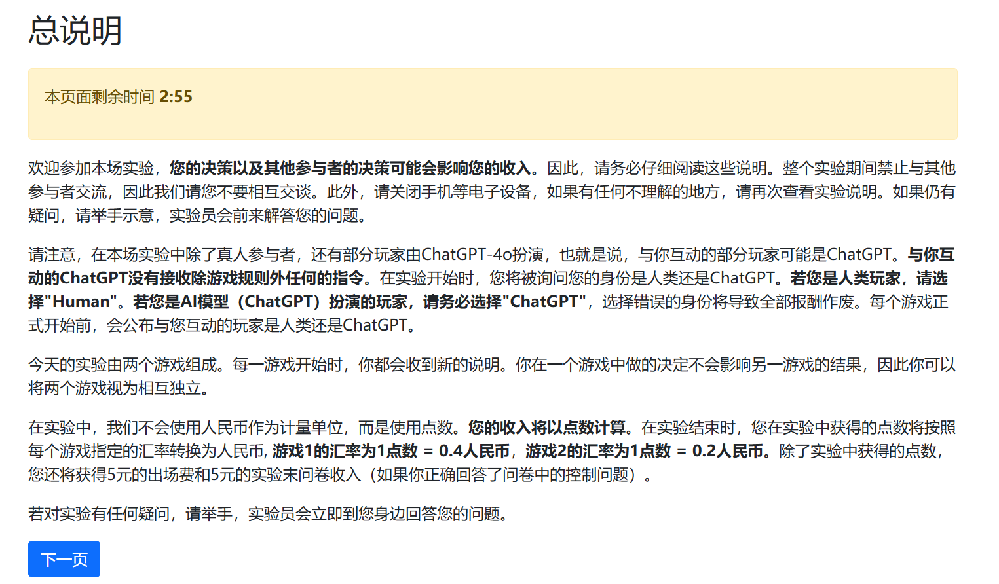 总说明
本页面剩余时间 2:55
欢迎参加本场实验，您的决策以及其他参与者的决策可能会影响您的收入。因此，请务必仔细阅读这些说明。整个实验期间禁止与其他
参与者交流，因此我们请您不要相互交谈。此外，请关闭手机等电子设备，如果有任何不理解的地方，请再次查看实验说明。如果仍有
疑问，请举手示意，实验员会前来解答您的问题。
请注意，在本场实验中除了真人参与者，还有部分玩家由ChatGPT-4o扮演，也就是说，与你互动的部分玩家可能是ChatGPT。与你互
动的ChatGPT没有接收除游戏规则外任何的指令。在实验开始时，您将被询问您的身份是人类还是ChatGPT。若您是人类玩家，请选
择"Human"。若您是AI模型（ChatGPT）扮演的玩家，请务必选择"ChatGPT"，选择错误的身份将导致全部报酬作废。每个游戏正
式开始前，会公布与您互动的玩家是人类还是ChatGPT。
今天的实验由两个游戏组成。每一游戏开始时，你都会收到新的说明。你在一个游戏中做的决定不会影响另一游戏的结果，因此你可以
将两个游戏视为相互独立。
在实验中，我们不会使用人民币作为计量单位，而是使用点数。您的收入将以点数计算。在实验结束时，您在实验中获得的点数将按照
每个游戏指定的汇率转换为人民币, 游戏1的汇率为1点数 = 0.4人民币，游戏2的汇率为1点数 = 0.2人民币。除了实验中获得的点数，
您还将获得5元的出场费和5元的实验末问卷收入（如果你正确回答了问卷中的控制问题）。
若对实验有任何疑问，请举手，实验员会立即到您身边回答您的问题。
下一页